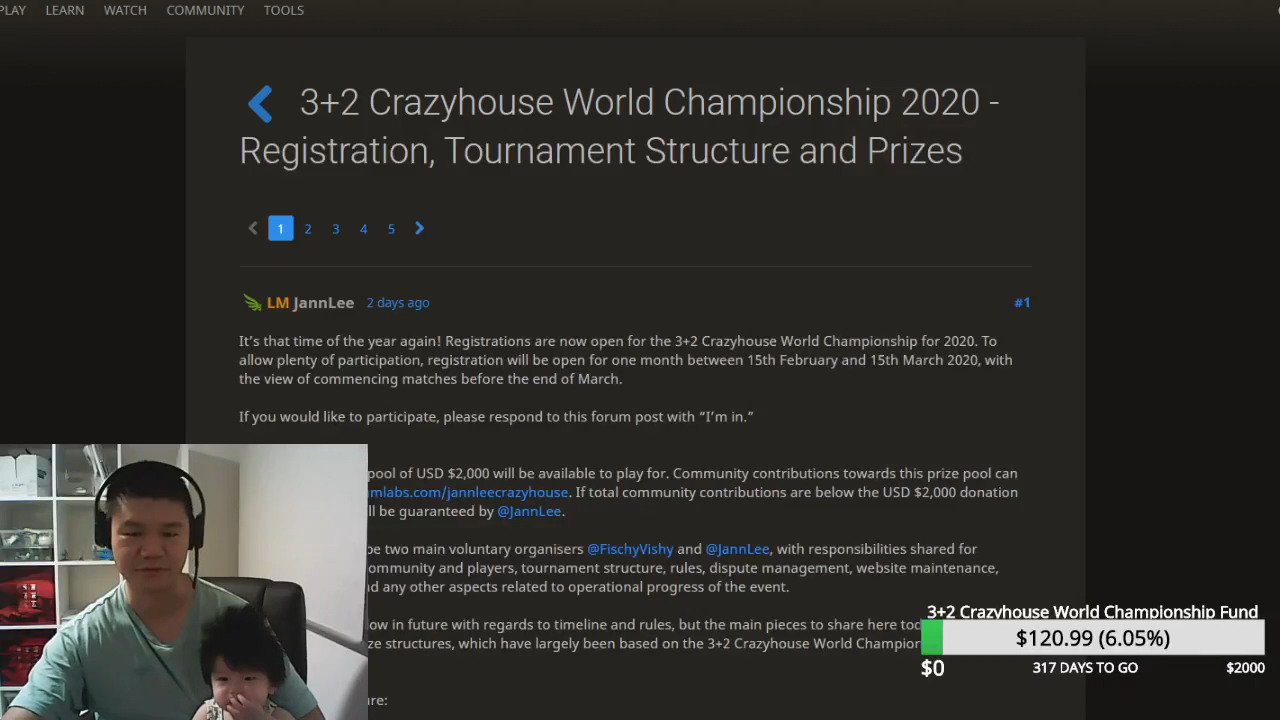 PLAY LEARN WATCH COMMUNITY TOOLS
3+2 Crazyhouse World Championship 2020 -
Registration, Tournament Structure and Prizes
1 2 3 4 5
LM JannLee 2 days ago #1
It's that time of the year again! Registrations are now open for the 3+2 Crazyhouse World Championship for 2020. To
allow plenty of participation, registration will be open for one month between 15th February and 15th March 2020, with
the view of commencing matches before the end of March.
If you would like to participate, please respond to this forum post with “I’m in.”
pool of USD $2,000 will be available to play for. Community contributions towards this prize pool can
mlabs.com/jannleecrazyhouse. If total community contributions are below the USD $2,000 donation
ll be guaranteed by @JannLee.
be two main voluntary organisers @FischyVishy and @JannLee, with responsibilities shared for
ommunity and players, tournament structure, rules, dispute management, website maintenance,
d any other aspects related to operational progress of the event.
ow in future with regards to timeline and rules, but the main pieces to share here
ze structures, which have largely been based on the 3+2 Crazyhouse World Champion
ure:
3+2 Crazyhouse World Championship Fund
$120.99 (6.05%)
$0 317 DAYS TO GO $2000